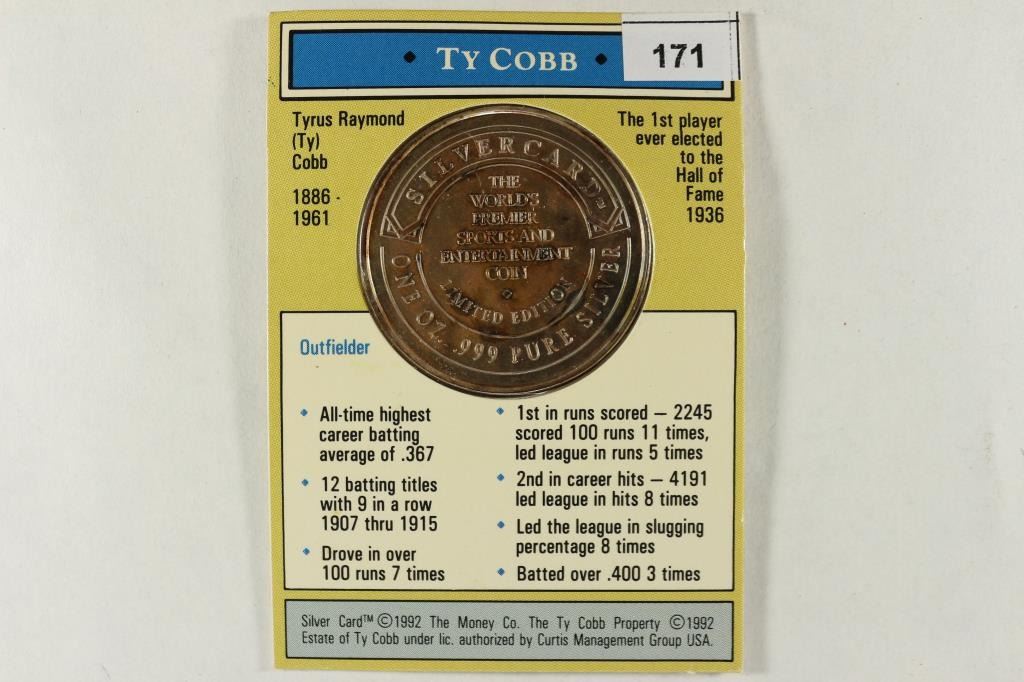 ◆ TY COBB ◆
171
Tyrus Raymond
(Ty)
Cobb
1886 -
1961
The 1st player
ever elected
to the
Hall of
Fame
1936
SILVERCARD™
THE
WORLD'S
PREMIER
SPORTS AND
ENTERTAINMENT
COIN
LIMITED EDITION
ONE OZ. .999 PURE SILVER
Outfielder
◆ All-time highest
career batting
average of .367
◆ 12 batting titles
with 9 in a row
1907 thru 1915
◆ Drove in over
100 runs 7 times
◆ 1st in runs scored — 2245
scored 100 runs 11 times,
led league in runs 5 times
◆ 2nd in career hits — 4191
led league in hits 8 times
◆ Led the league in slugging
percentage 8 times
◆ Batted over .400 3 times
Silver Card™ ©1992 The Money Co. The Ty Cobb Property ©1992
Estate of Ty Cobb under lic. authorized by Curtis Management Group USA.